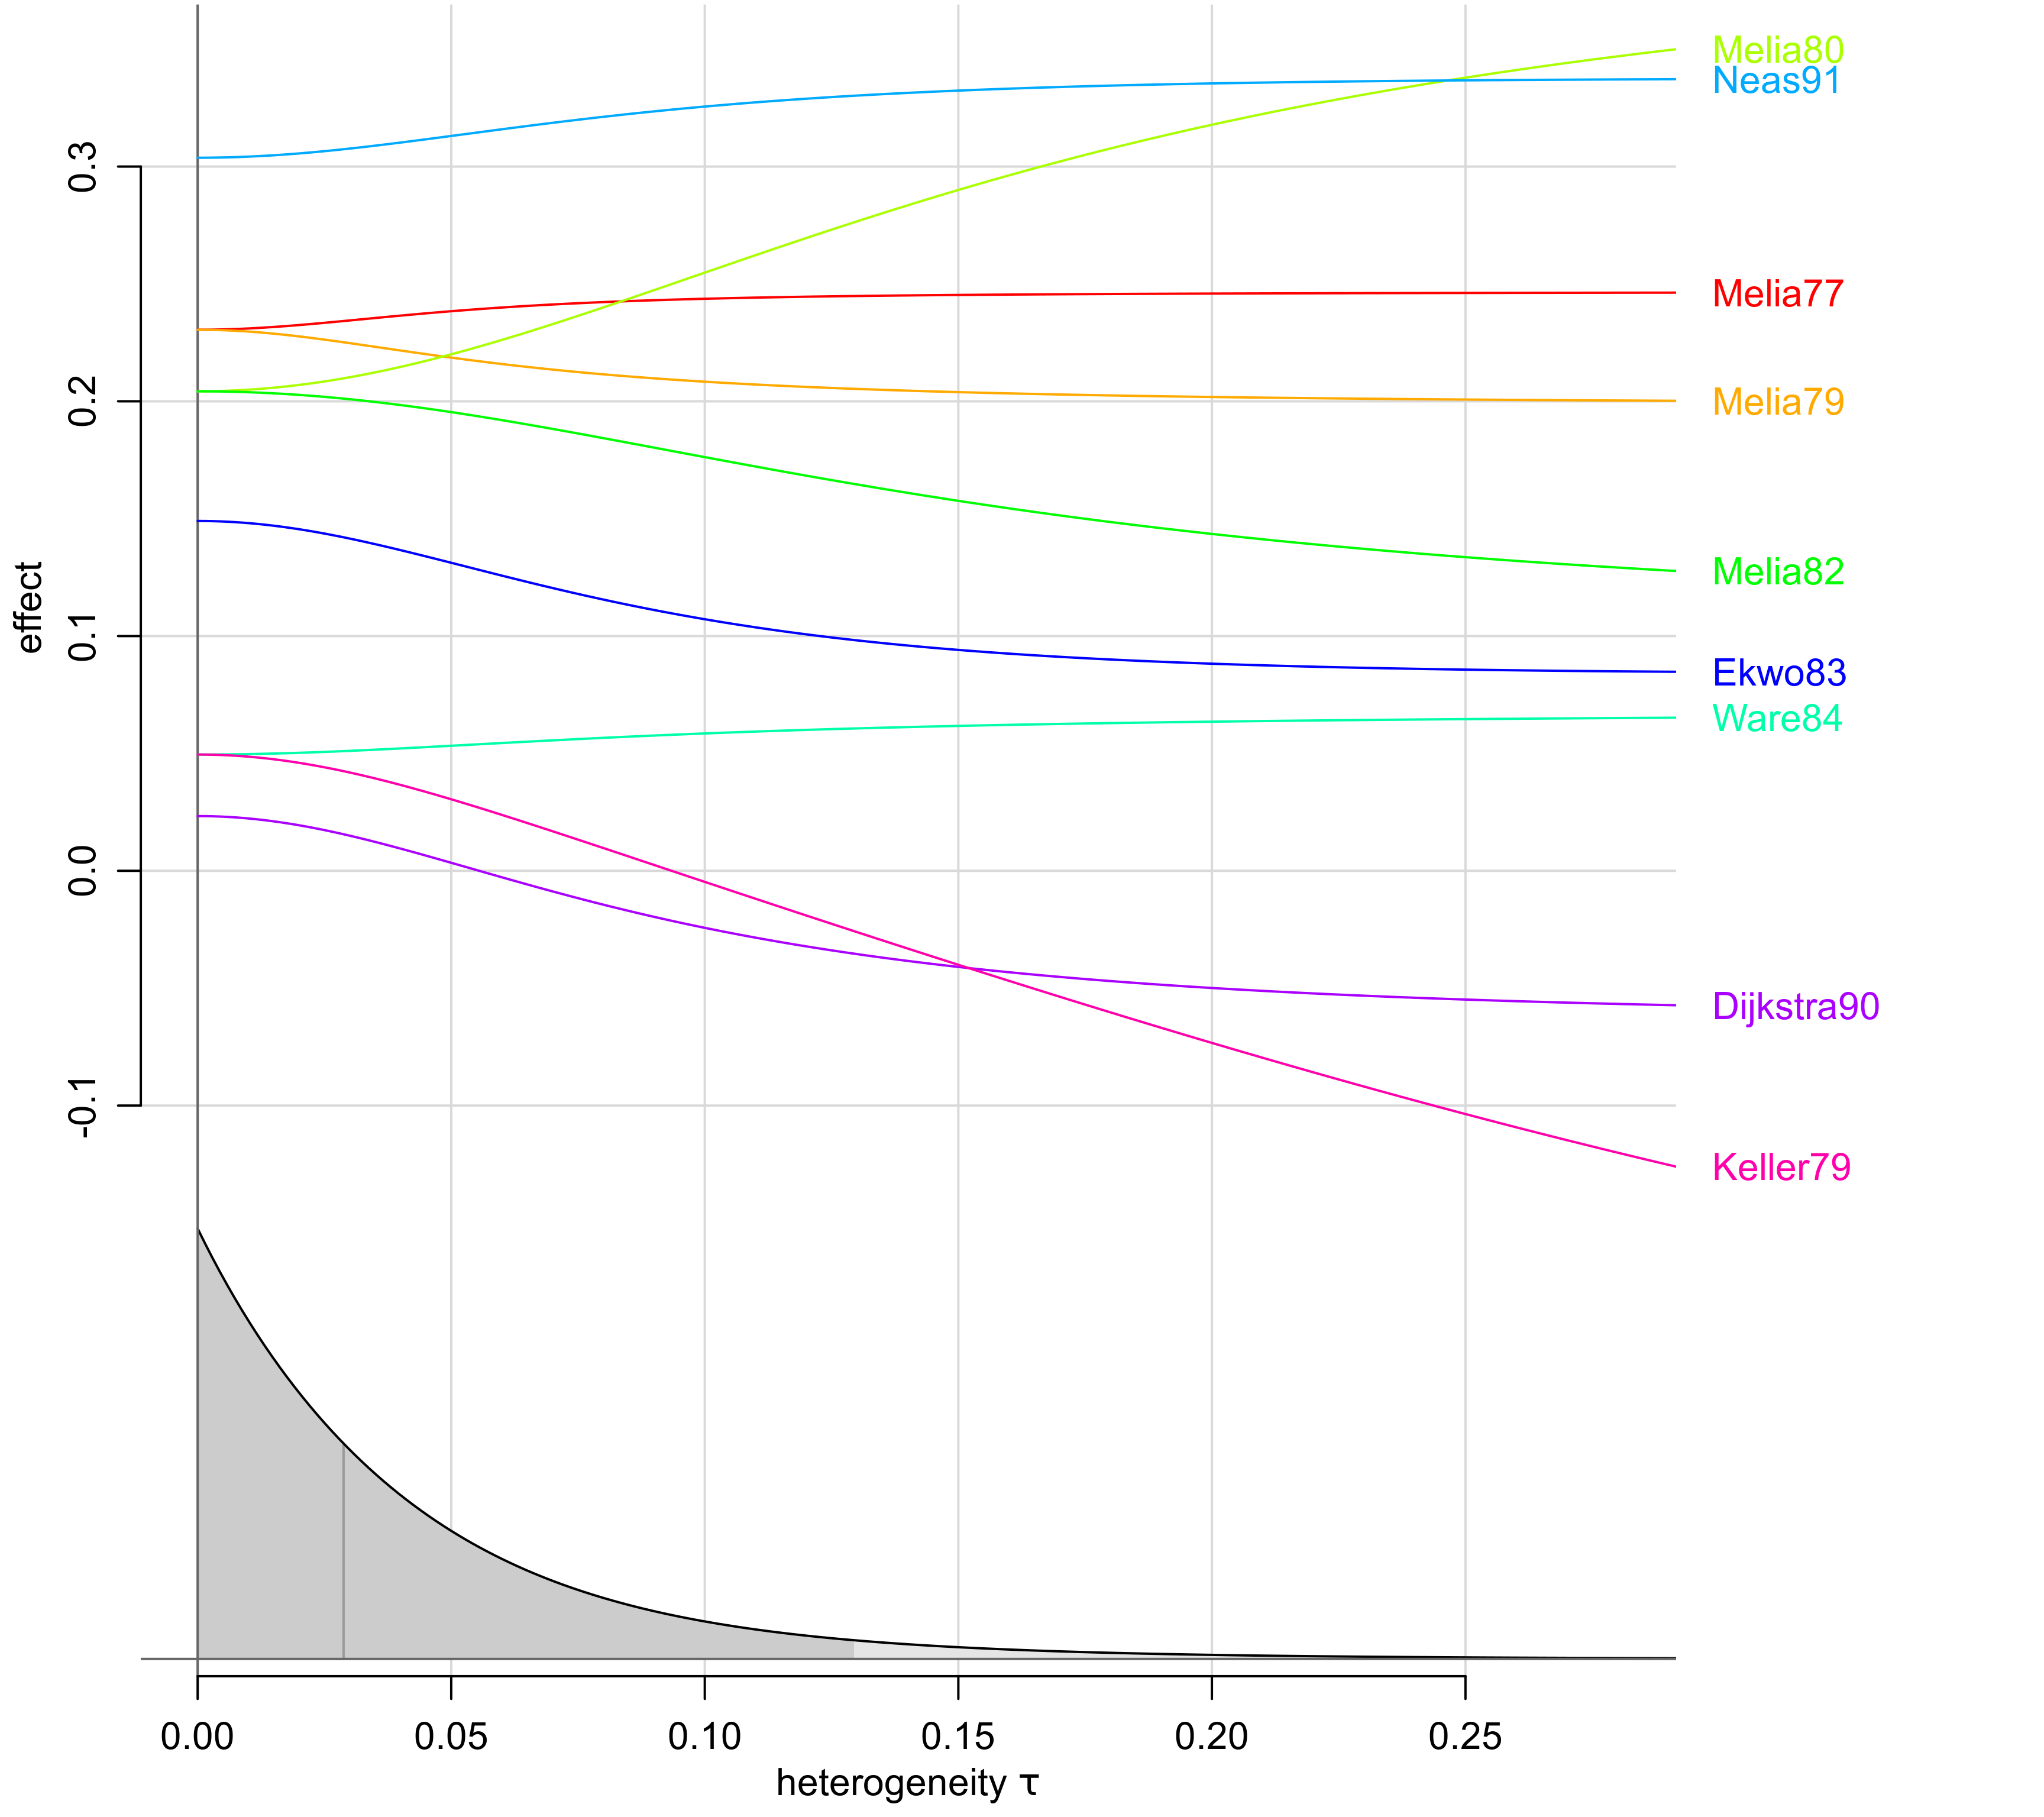 Melia80
Neas91
0.3
Melia77
0.2
Melia79
Melia82
effect
0.1
Ekwo83
Ware84
0.0
Dijkstra90
-0.1
Keller79
0.00 0.05 0.10 0.15 0.20 0.25
heterogeneity τ